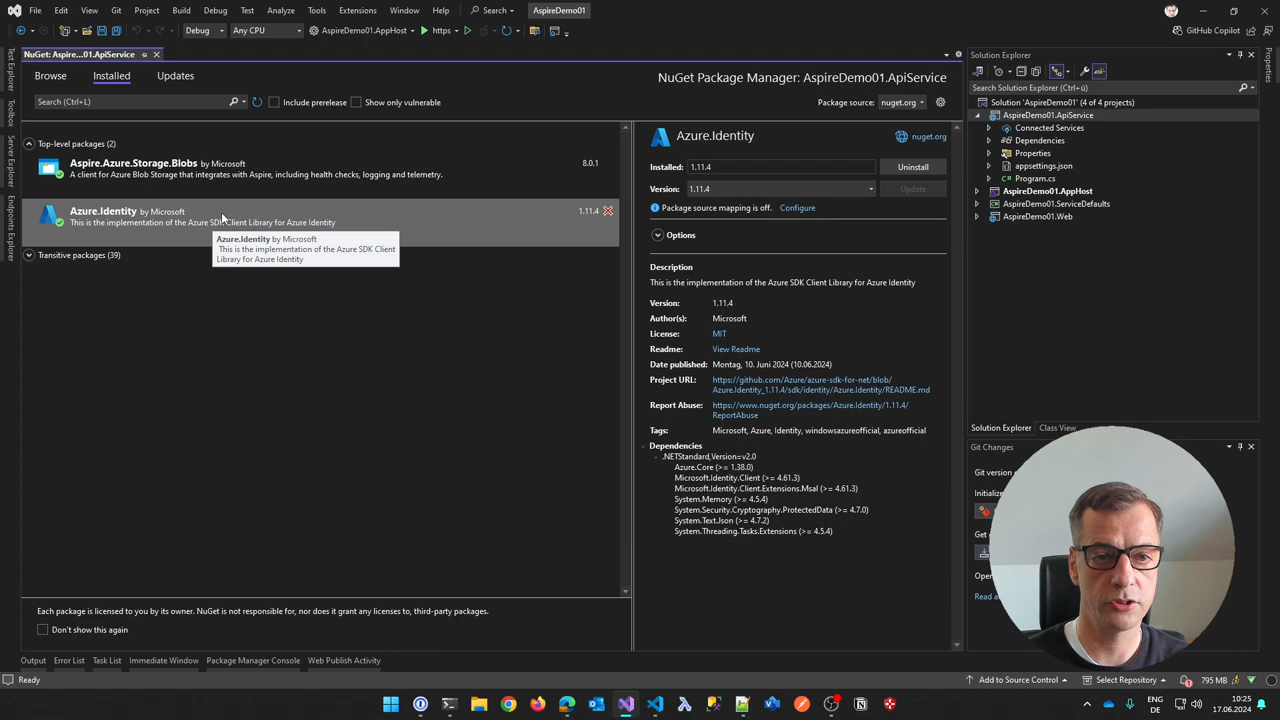 File Edit View Git Project Build Debug Test Analyze Tools Extensions Window Help Search AspireDemo01
Debug Any CPU AspireDemo01.AppHost https GitHub Copilot
NuGet: Aspire...01.ApiService
Browse Installed Updates
NuGet Package Manager: AspireDemo01.ApiService
Search (Ctrl+L) Include prerelease Show only vulnerable
Package source: nuget.org
Top-level packages (2)
Aspire.Azure.Storage.Blobs by Microsoft 8.0.1
A client for Azure Blob Storage that integrates with Aspire, including health checks, logging and telemetry.
Azure.Identity by Microsoft 1.11.4
This is the implementation of the Azure SDK Client Library for Azure Identity
Azure.Identity by Microsoft
This is the implementation of the Azure SDK Client
Library for Azure Identity
Transitive packages (39)
Each package is licensed to you by its owner. NuGet is not responsible, nor does it grant any licenses to, third-party packages.
Don't show this again
Azure.Identity nuget.org
Installed: 1.11.4 Uninstall
Version: 1.11.4 Update
Package source mapping is off. Configure
Options
Description
This is the implementation of the Azure SDK Client Library for Azure Identity
Version: 1.11.4
Author(s): Microsoft
License: MIT
Readme: View Readme
Date published: Montag, 10. Juni 2024 (10.06.2024)
Project URL: https://github.com/Azure/azure-sdk-for-net/blob/
Azure.Identity_1.11.4/sdk/identity/Azure.Identity/README.md
Report Abuse: https://www.nuget.org/packages/Azure.Identity/1.11.4/
ReportAbuse
Tags: Microsoft, Azure, Identity, windowsazureofficial, azureofficial
Dependencies
.NETStandard,Version=v2.0
Azure.Core (>= 1.38.0)
Microsoft.Identity.Client (>= 4.61.3)
Microsoft.Identity.Client.Extensions.Msal (>= 4.61.3)
System.Memory (>= 4.5.4)
System.Security.Cryptography.ProtectedData (>= 4.7.0)
System.Text.Json (>= 4.7.2)
System.Threading.Tasks.Extensions (>= 4.5.4)
Solution Explorer
Search Solution Explorer (Ctrl+ü)
Solution 'AspireDemo01' (4 of 4 projects)
AspireDemo01.ApiService
Connected Services
Dependencies
Properties
appsettings.json
Program.cs
AspireDemo01.AppHost
AspireDemo01.ServiceDefaults
AspireDemo01.Web
Solution Explorer Class View
Git Changes
Git version
Initialize
Get
Open
Read
Test Explorer
Toolbox
Server Explorer
Endpoints Explorer
Properties
Output Error List Task List Immediate Window Package Manager Console Web Publish Activity
Ready Add to Source Control Select Repository 795 MB
EN
DE
10:25
17.06.2024